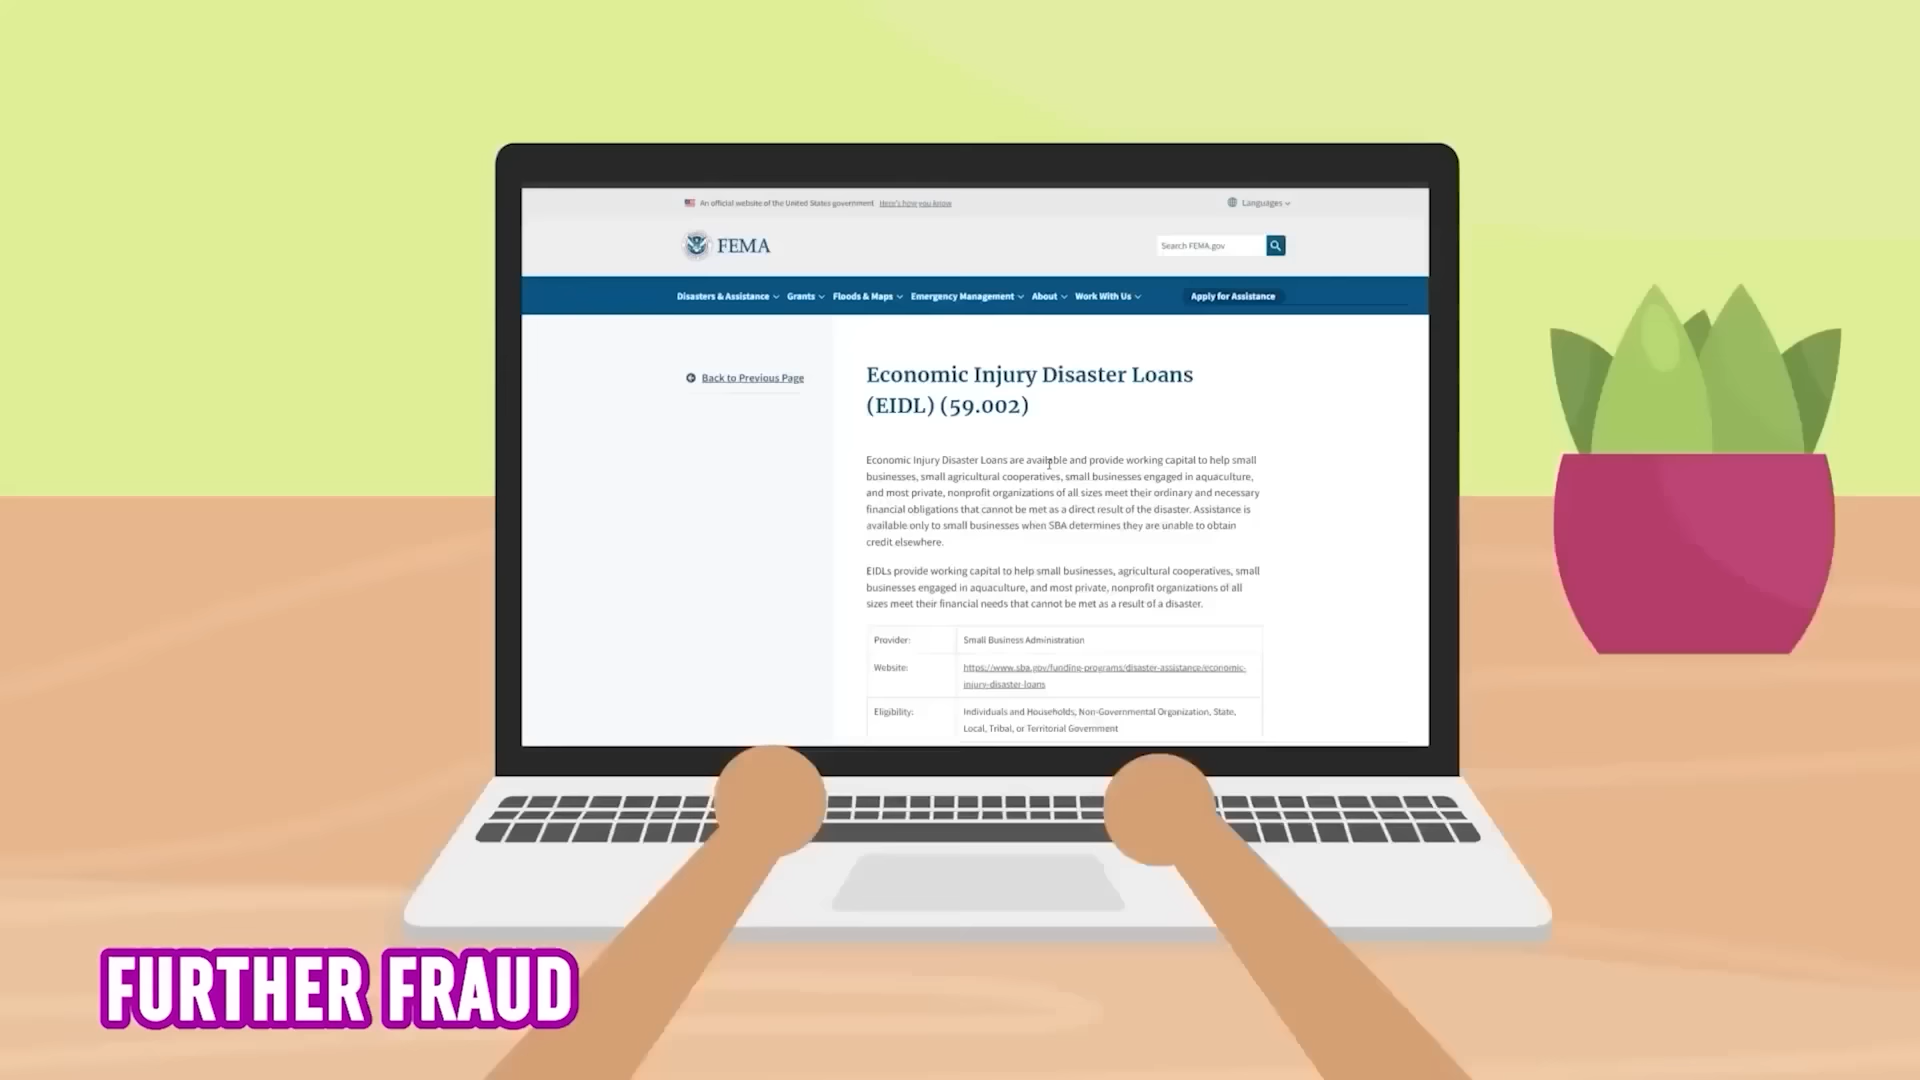 An official website of the United States government Here's how you know
Languages
FEMA
Search FEMA.gov
Disasters & Assistance Grants Floods & Maps Emergency Management About Work With Us Apply for Assistance
Back to Previous Page
Economic Injury Disaster Loans
(EIDL) (59.002)
Economic Injury Disaster Loans are available and provide working capital to help small
businesses, small agricultural cooperatives, small businesses engaged in aquaculture,
and most private, nonprofit organizations of all sizes meet their ordinary and necessary
financial obligations that cannot be met as a direct result of the disaster. Assistance is
available only to small businesses when SBA determines they are unable to obtain
credit elsewhere.
EIDLs provide working capital to help small businesses, agricultural cooperatives, small
businesses engaged in aquaculture, and most private, nonprofit organizations of all
sizes meet their financial needs that cannot be met as a result of a disaster.
Provider: Small Business Administration
Website: https://www.sba.gov/funding-programs/disaster-assistance/economic-
injury-disaster-loans
Eligibility: Individuals and Households, Non-Governmental Organization, State,
Local, Tribal, or Territorial Government
FURTHER FRAUD